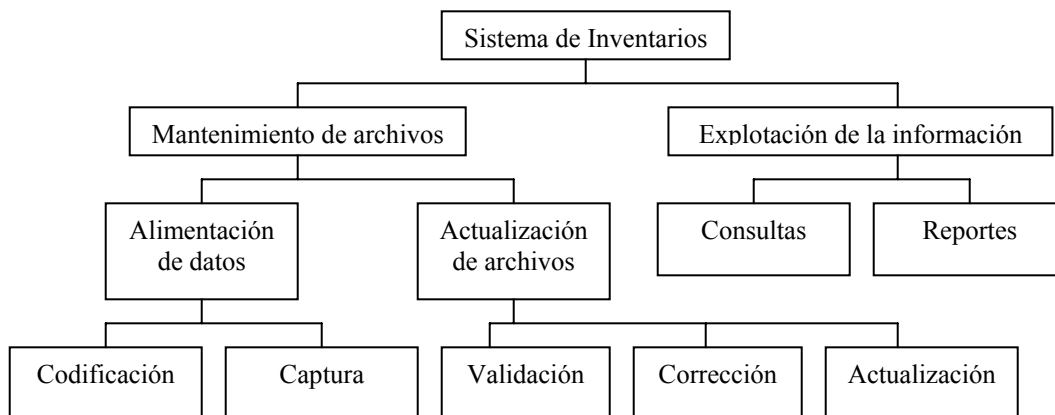 Sistema de Inventarios
Mantenimiento de archivos
Explotación de la información
Alimentación
de datos
Actualización
de archivos
Consultas
Reportes
Codificación
Captura
Validación
Corrección
Actualización